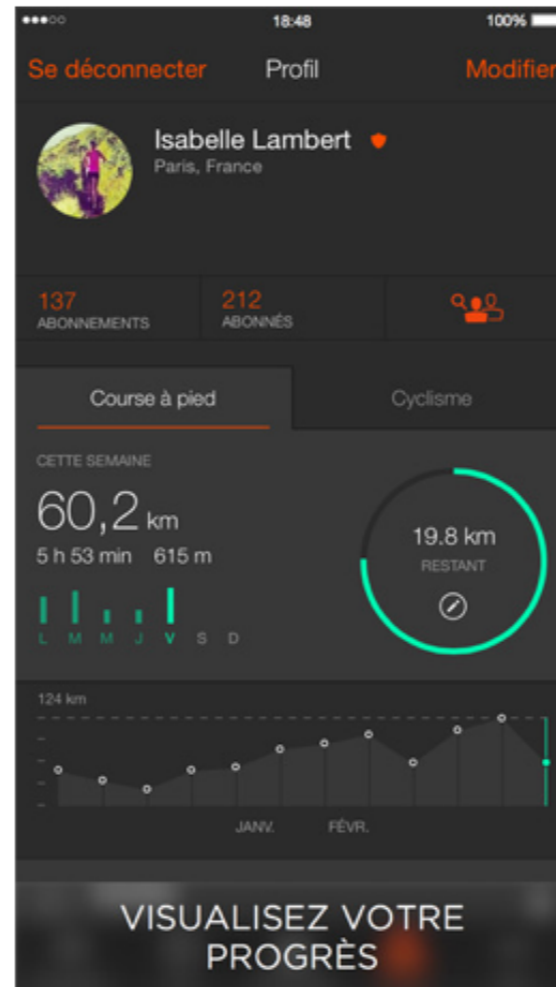 18:48
100%
Se déconnecter
Profil
Modifier
Isabelle Lambert
Paris, France
137
ABONNEMENTS
212
ABONNÉS
Course à pied
Cyclisme
CETTE SEMAINE
60,2 km
5 h 53 min 615 m
L M M J V S D
19.8 km
RESTANT
124 km
JANV. FÉVR.
VISUALISEZ VOTRE
PROGRÈS